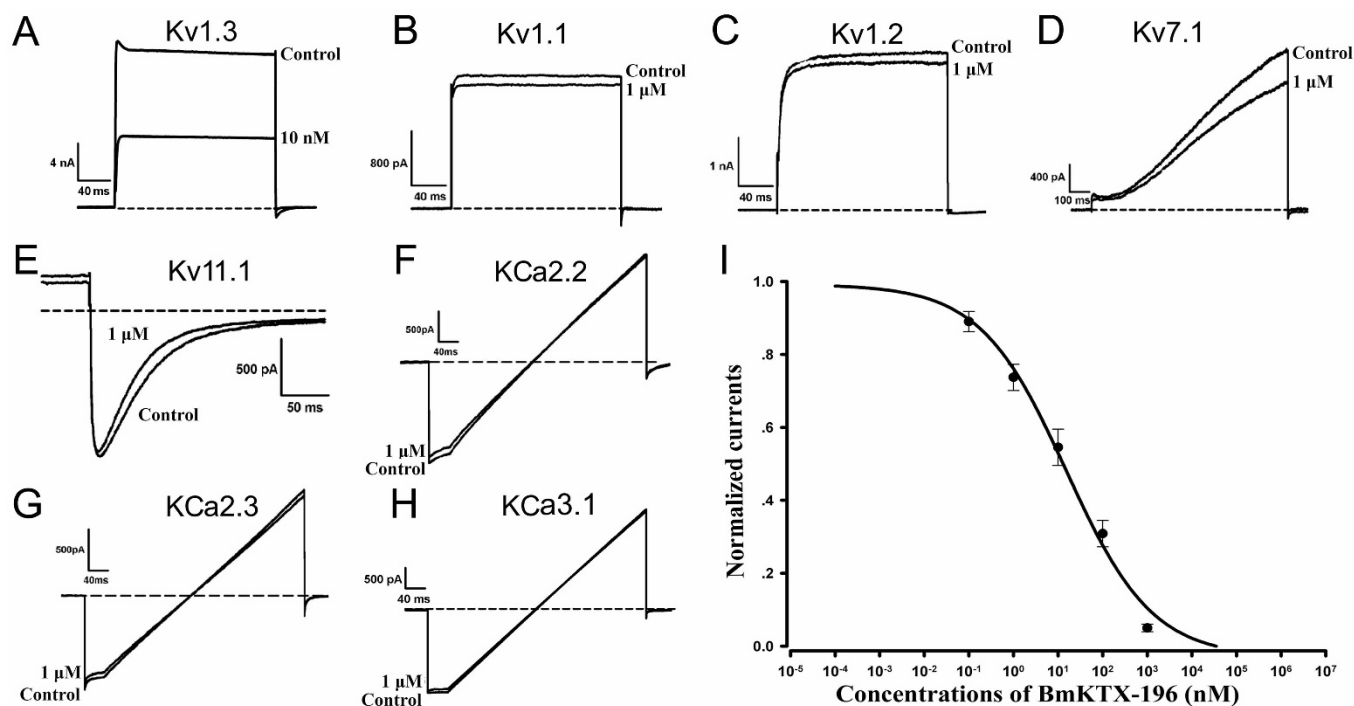 A
Kv1.3
Control
10 nM
4 nA
40 ms
B
Kv1.1
Control
1 μM
800 pA
40 ms
C
Kv1.2
Control
1 μM
1 nA
40 ms
D
Kv7.1
Control
1 μM
400 pA
100 ms
E
Kv11.1
1 μM
Control
500 pA
50 ms
F
KCa2.2
500pA
40ms
1 μM
Control
G
KCa2.3
500pA
40ms
1 μM
Control
H
KCa3.1
500 pA
40 ms
1 μM
Control
I
Normalized currents
1.0
.8
.6
.4
.2
0.0
10-5 10-4 10-3 10-2 10-1 100 101 102 103 104 105 106 107
Concentrations of BmKTX-196 (nM)